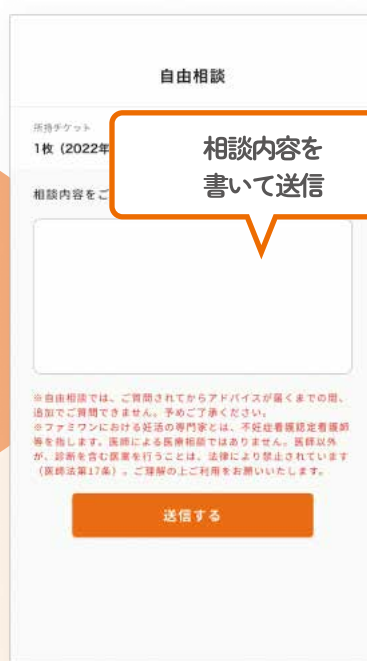 自由相談
所持チケット
1枚（2022年
相談内容を
書いて送信
相談内容をご
※自由相談では、ご質問されてからアドバイスが届くまでの間、
追加でご質問できません。予めご了承ください。
※ファミワンにおける妊活の専門家とは、不妊症看護認定看護師
等を指します。医師による医療相談ではありません。医師以外
が、診断を含む医業を行うことは、法律により禁止されています
（医師法第17条）。ご理解の上ご利用をお願いいたします。
送信する